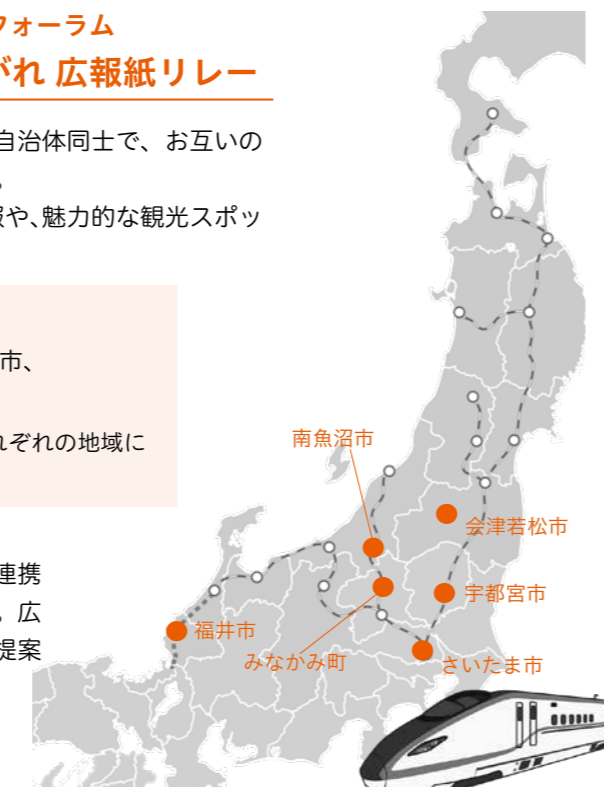 フォーラム
がれ 広報紙リレー
自治体同士で、お互いの
報や、魅力的な観光スポッ
市、
れぞれの地域に
連携
。広
提案
南魚沼市
会津若松市
宇都宮市
福井市
みなかみ町
さいたま市